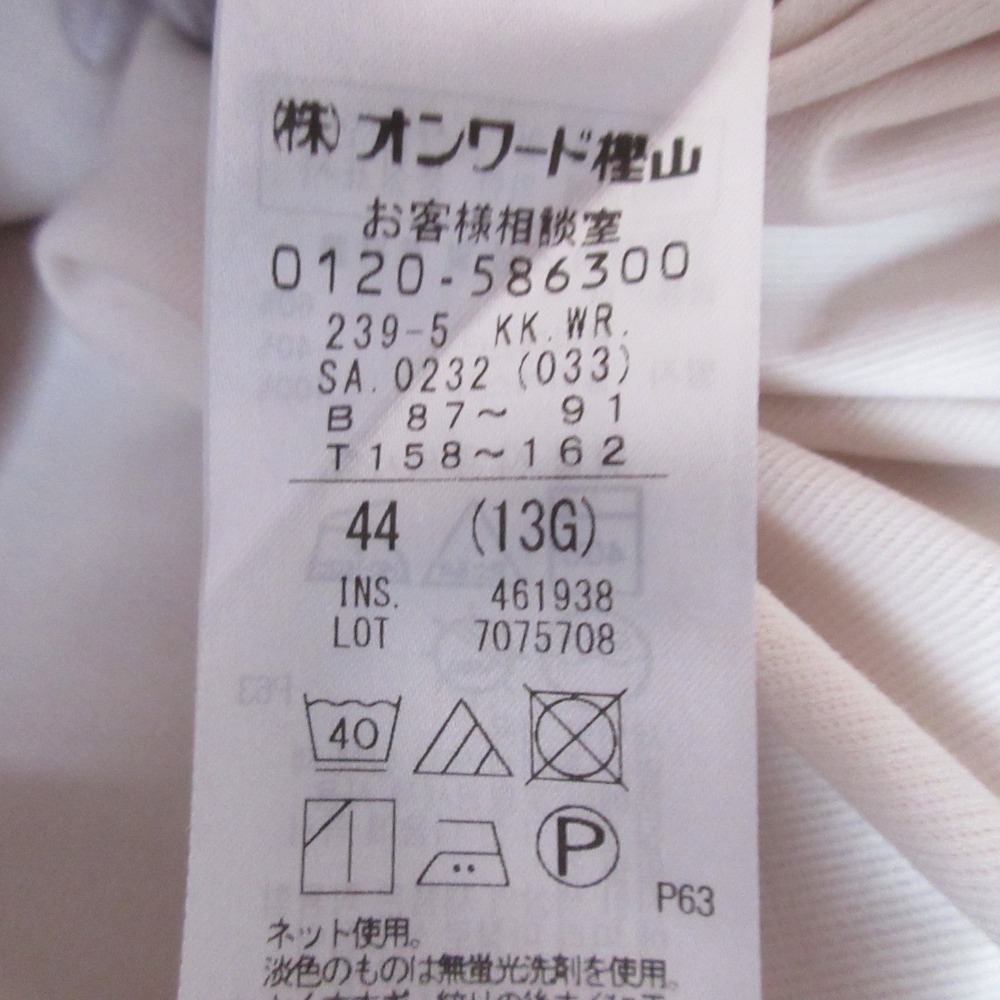 (株)オンワード樫山
お客様相談室
0120-586300
239-5 KK.WR.
SA.0232 (033)
B 87～ 91
T158～162
44 (13G)
INS. 461938
LOT 7075708
40
P
P63
ネット使用。
淡色のものは無蛍光洗剤を使用。